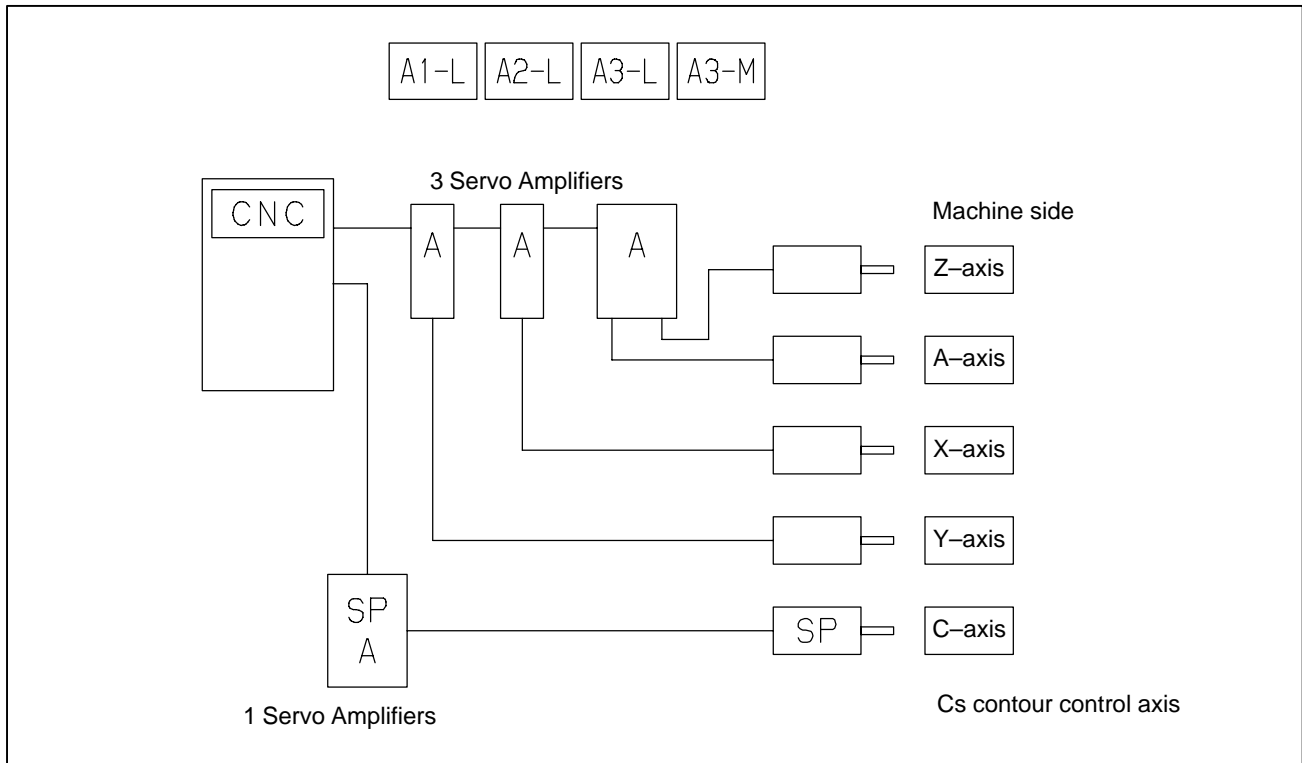 A1-L A2-L A3-L A3-M
3 Servo Amplifiers
CNC
A A A
Machine side
Z–axis
A–axis
X–axis
Y–axis
SP
A
SP
C–axis
1 Servo Amplifiers
Cs contour control axis